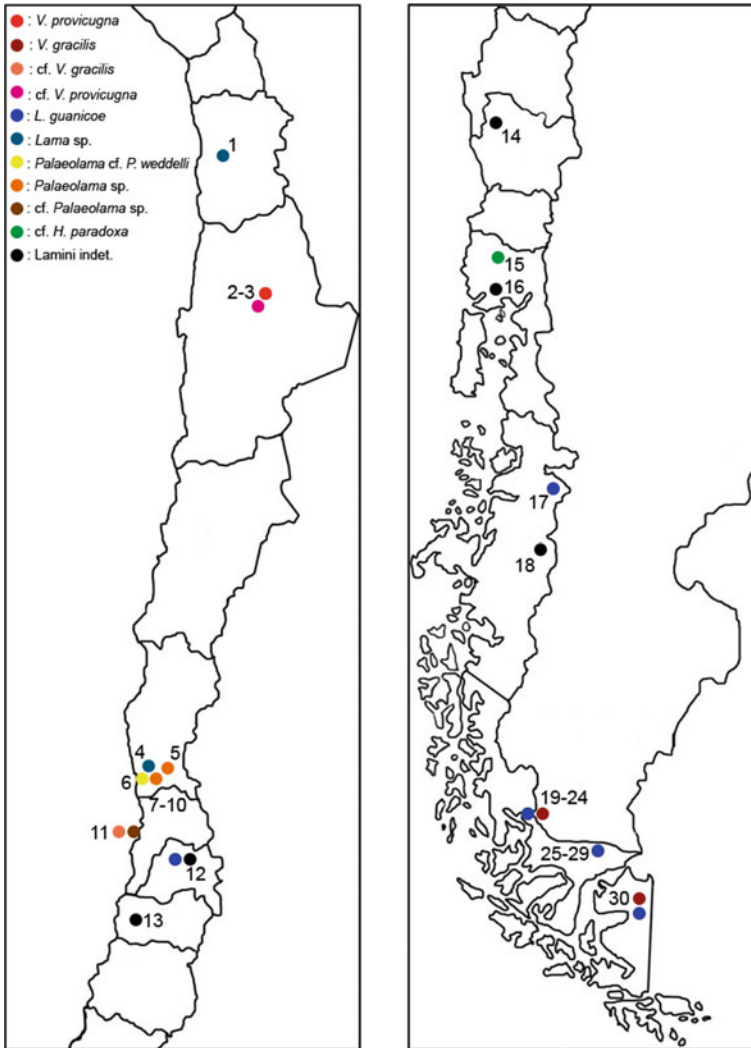 : V. provicugna
: V. gracilis
: cf. V. gracilis
: cf. V. provicugna
: L. guanicoe
: Lama sp.
: Palaeolama cf. P. weddelli
: Palaeolama sp.
: cf. Palaeolama sp.
: cf. H. paradoxa
: Lamini indet.
1
2-3
4
5
6
7-10
11
12
13
14
15
16
17
18
19-24
25-29
30